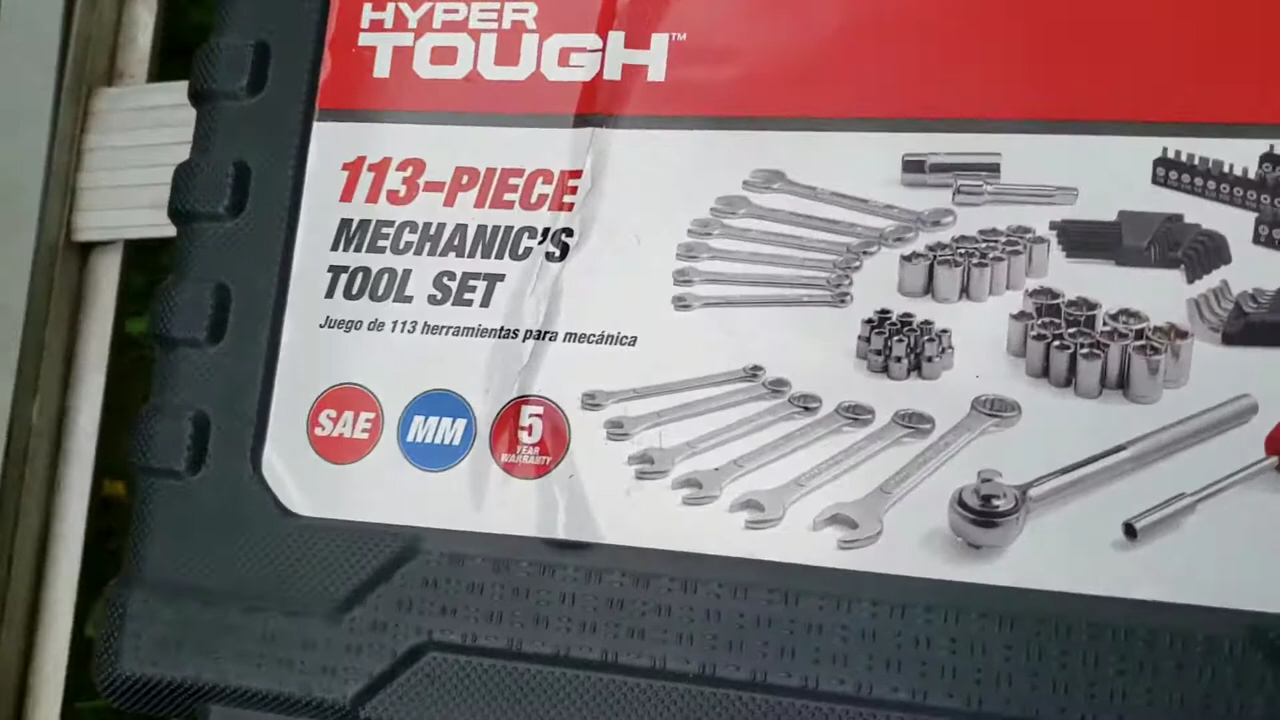 HYPER
TOUGH™
113-PIECE
MECHANIC'S
TOOL SET
Juego de 113 herramientas para mecánica
SAE
MM
5
YEAR
WARRANTY